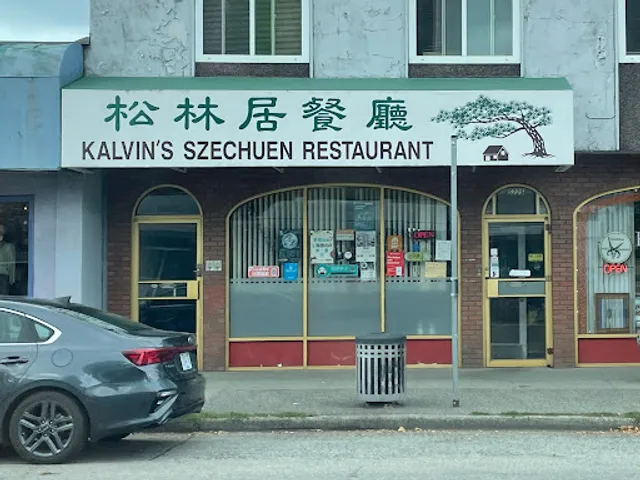 松林居餐廳
KALVIN'S SZECHUEN RESTAURANT
OPEN
OPEN